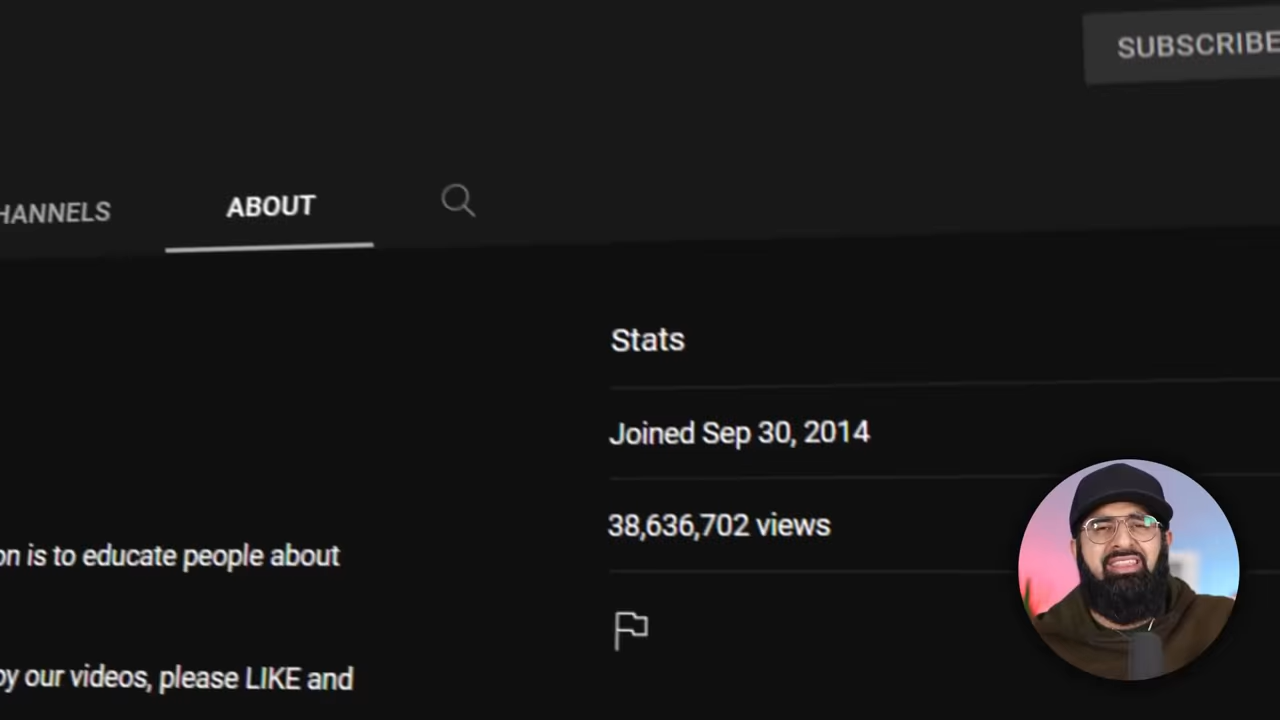 SUBSCRIBE
HANNELS
ABOUT
Stats
Joined Sep 30, 2014
38,636,702 views
on is to educate people about
by our videos, please LIKE and